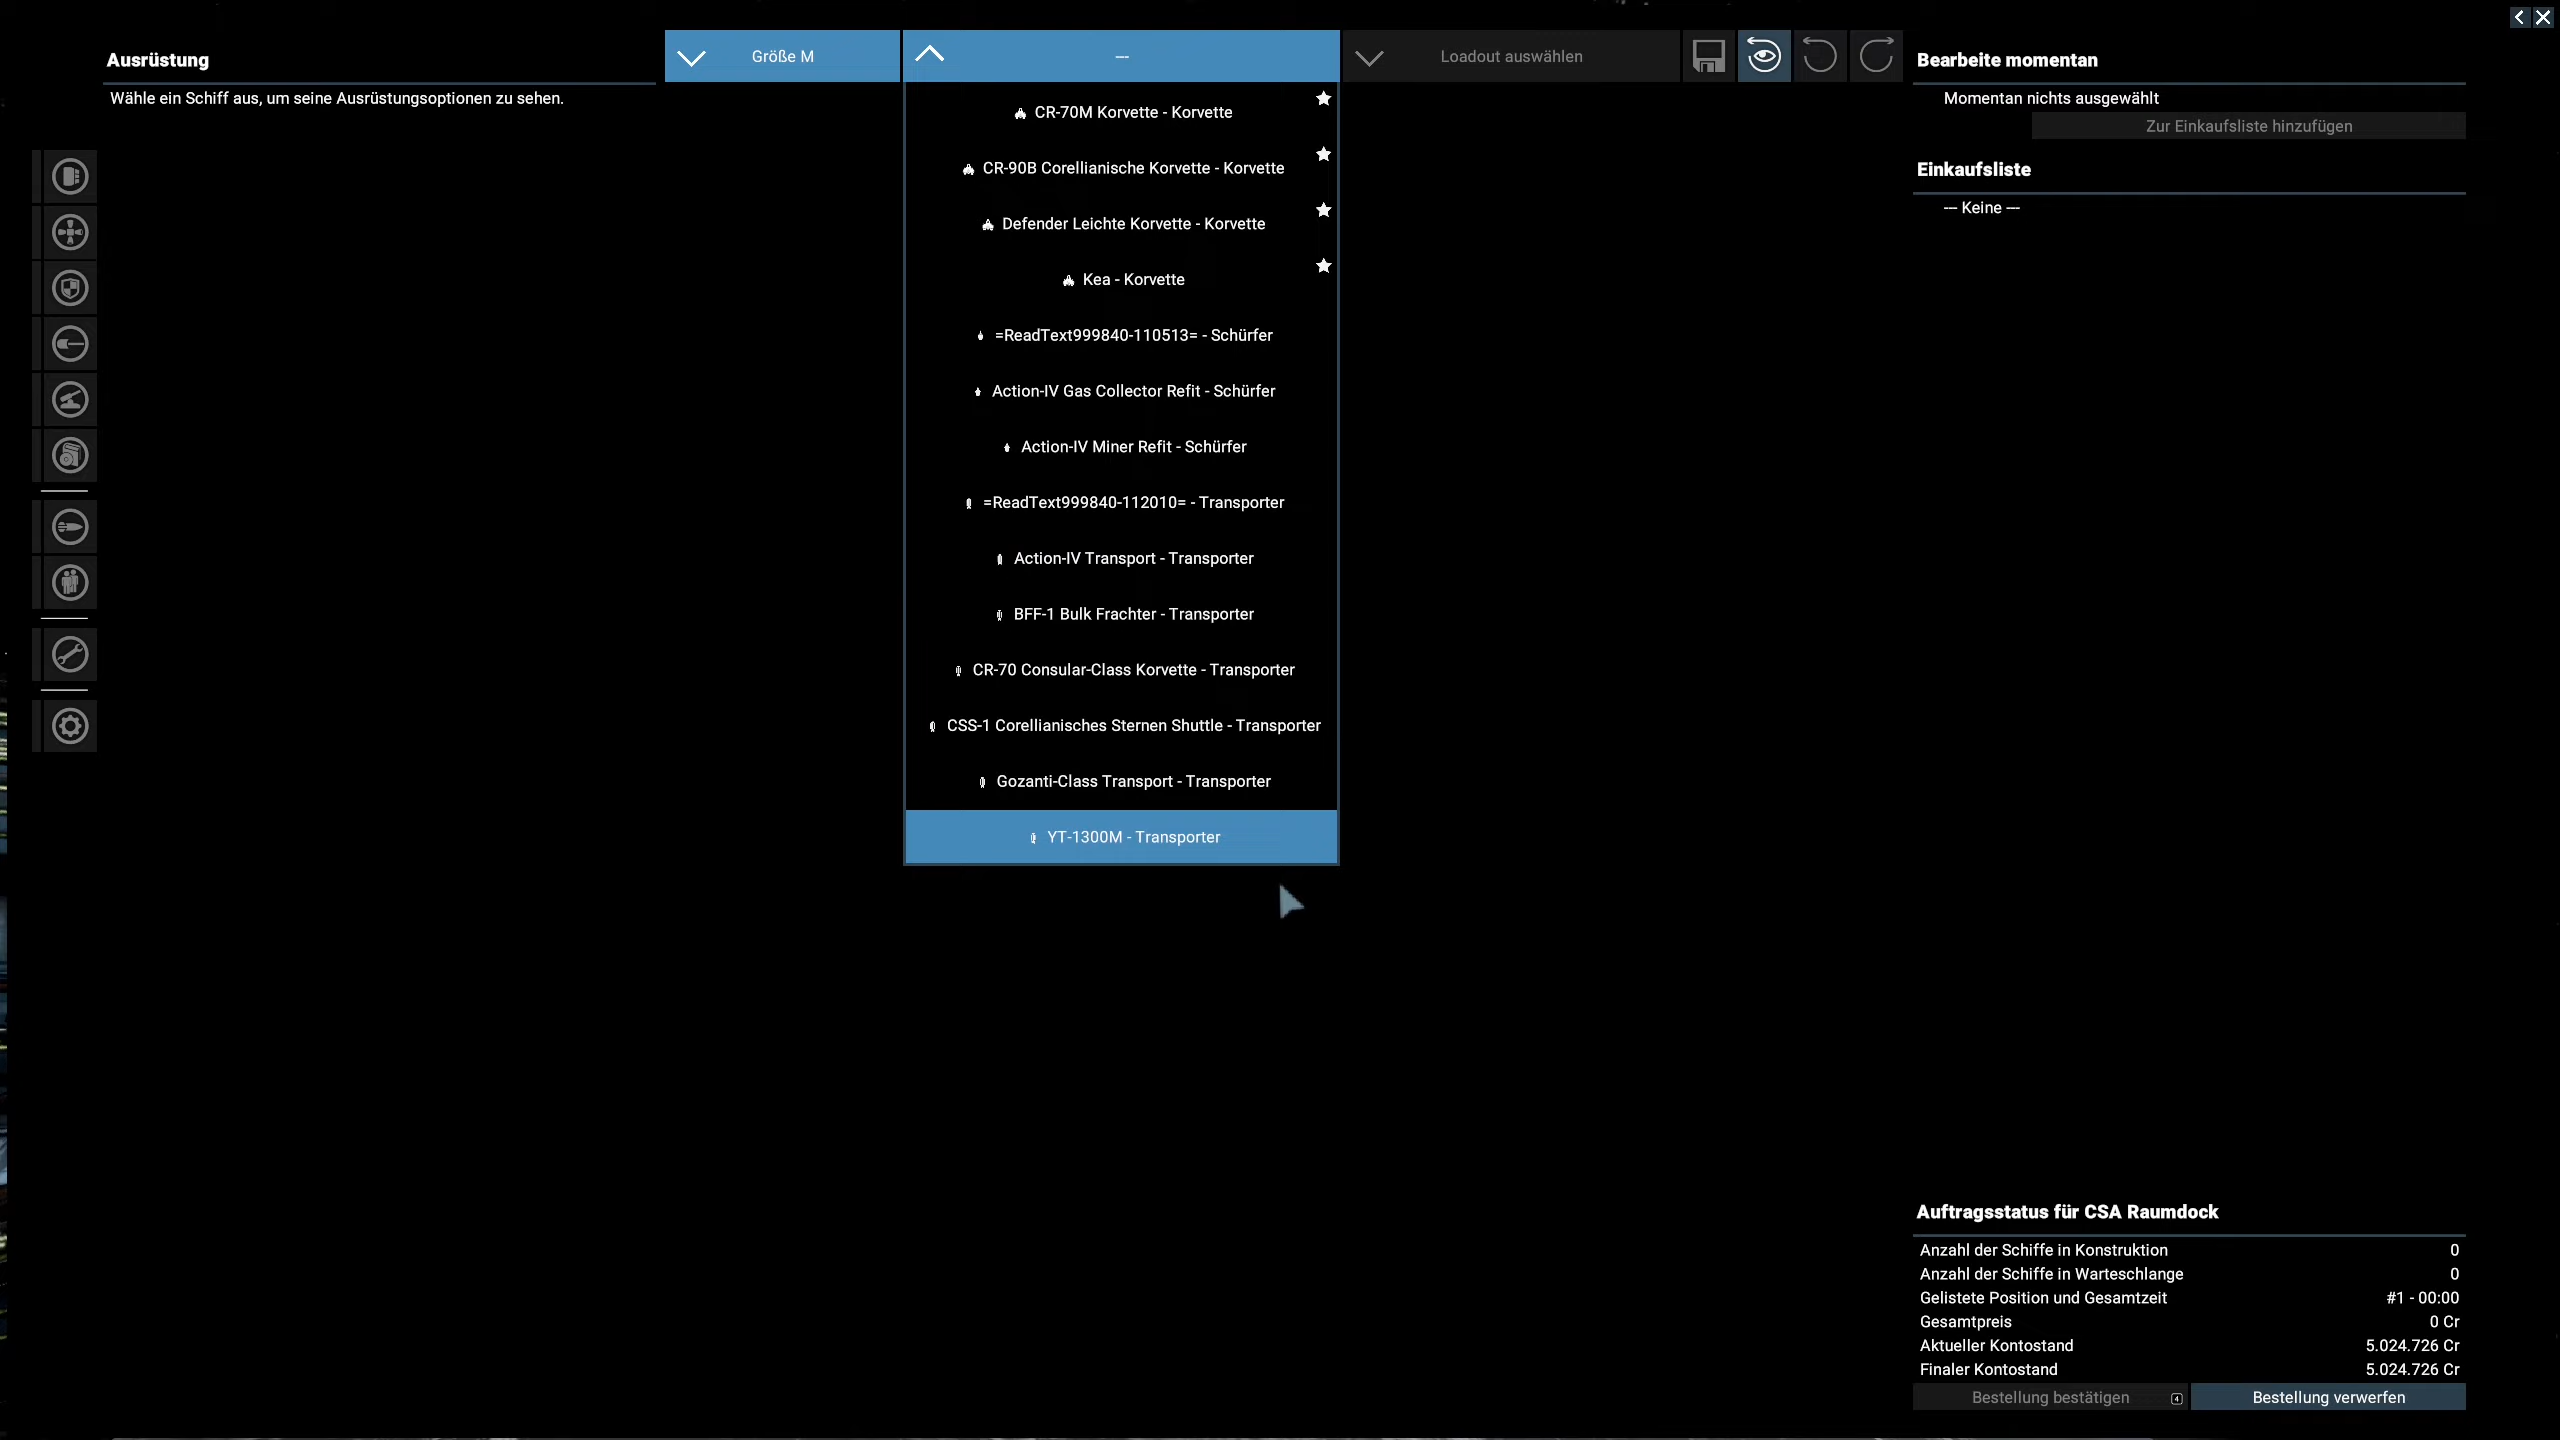 Ausrüstung
Wähle ein Schiff aus, um seine Ausrüstungsoptionen zu sehen.
Größe M
---
Loadout auswählen
CR-70M Korvette - Korvette
CR-90B Corellianische Korvette - Korvette
Defender Leichte Korvette - Korvette
Kea - Korvette
=ReadText999840-110513= - Schürfer
Action-IV Gas Collector Refit - Schürfer
Action-IV Miner Refit - Schürfer
=ReadText999840-112010= - Transporter
Action-IV Transport - Transporter
BFF-1 Bulk Frachter - Transporter
CR-70 Consular-Class Korvette - Transporter
CSS-1 Corellianisches Sternen Shuttle - Transporter
Gozanti-Class Transport - Transporter
YT-1300M - Transporter
Bearbeite momentan
Momentan nichts ausgewählt
Zur Einkaufsliste hinzufügen
Einkaufsliste
--- Keine ---
Auftragsstatus für CSA Raumdock
Anzahl der Schiffe in Konstruktion 0
Anzahl der Schiffe in Warteschlange 0
Gelistete Position und Gesamtzeit #1 - 00:00
Gesamtpreis 0 Cr
Aktueller Kontostand 5.024.726 Cr
Finaler Kontostand 5.024.726 Cr
Bestellung bestätigen
Bestellung verwerfen